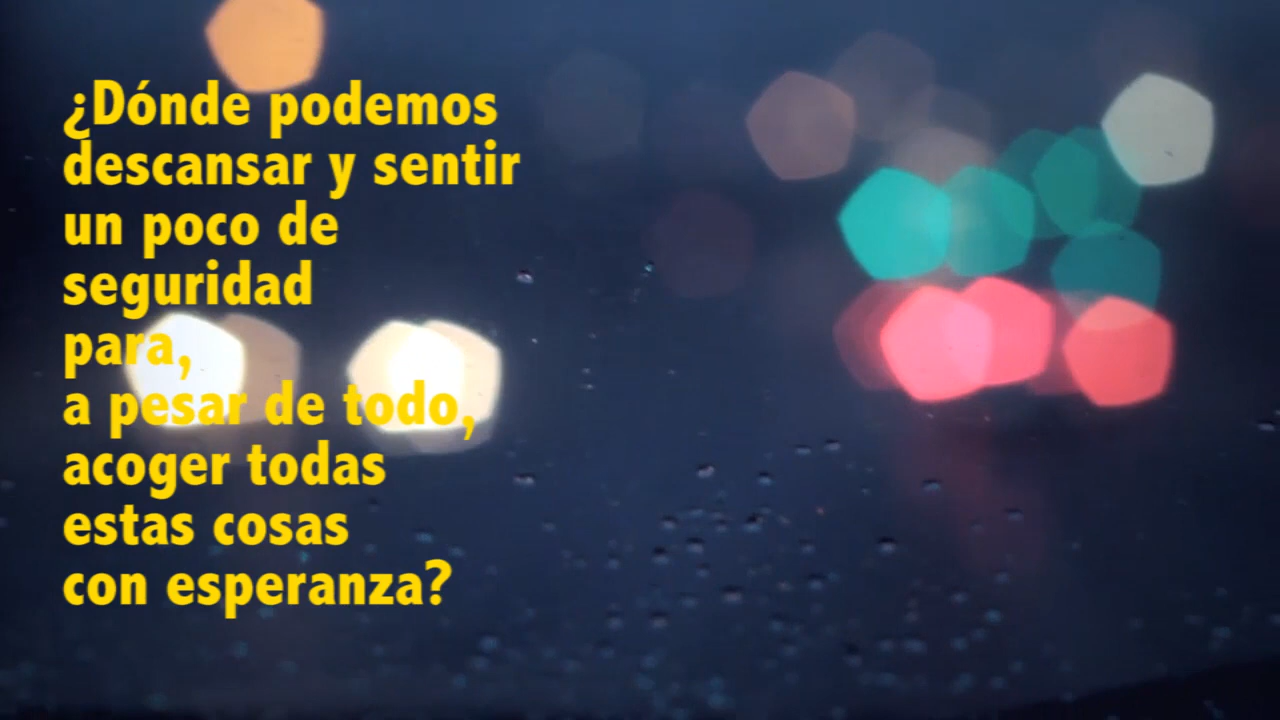 ¿Dónde podemos
descansar y sentir
un poco de
seguridad
para,
a pesar de todo,
acoger todas
estas cosas
con esperanza?